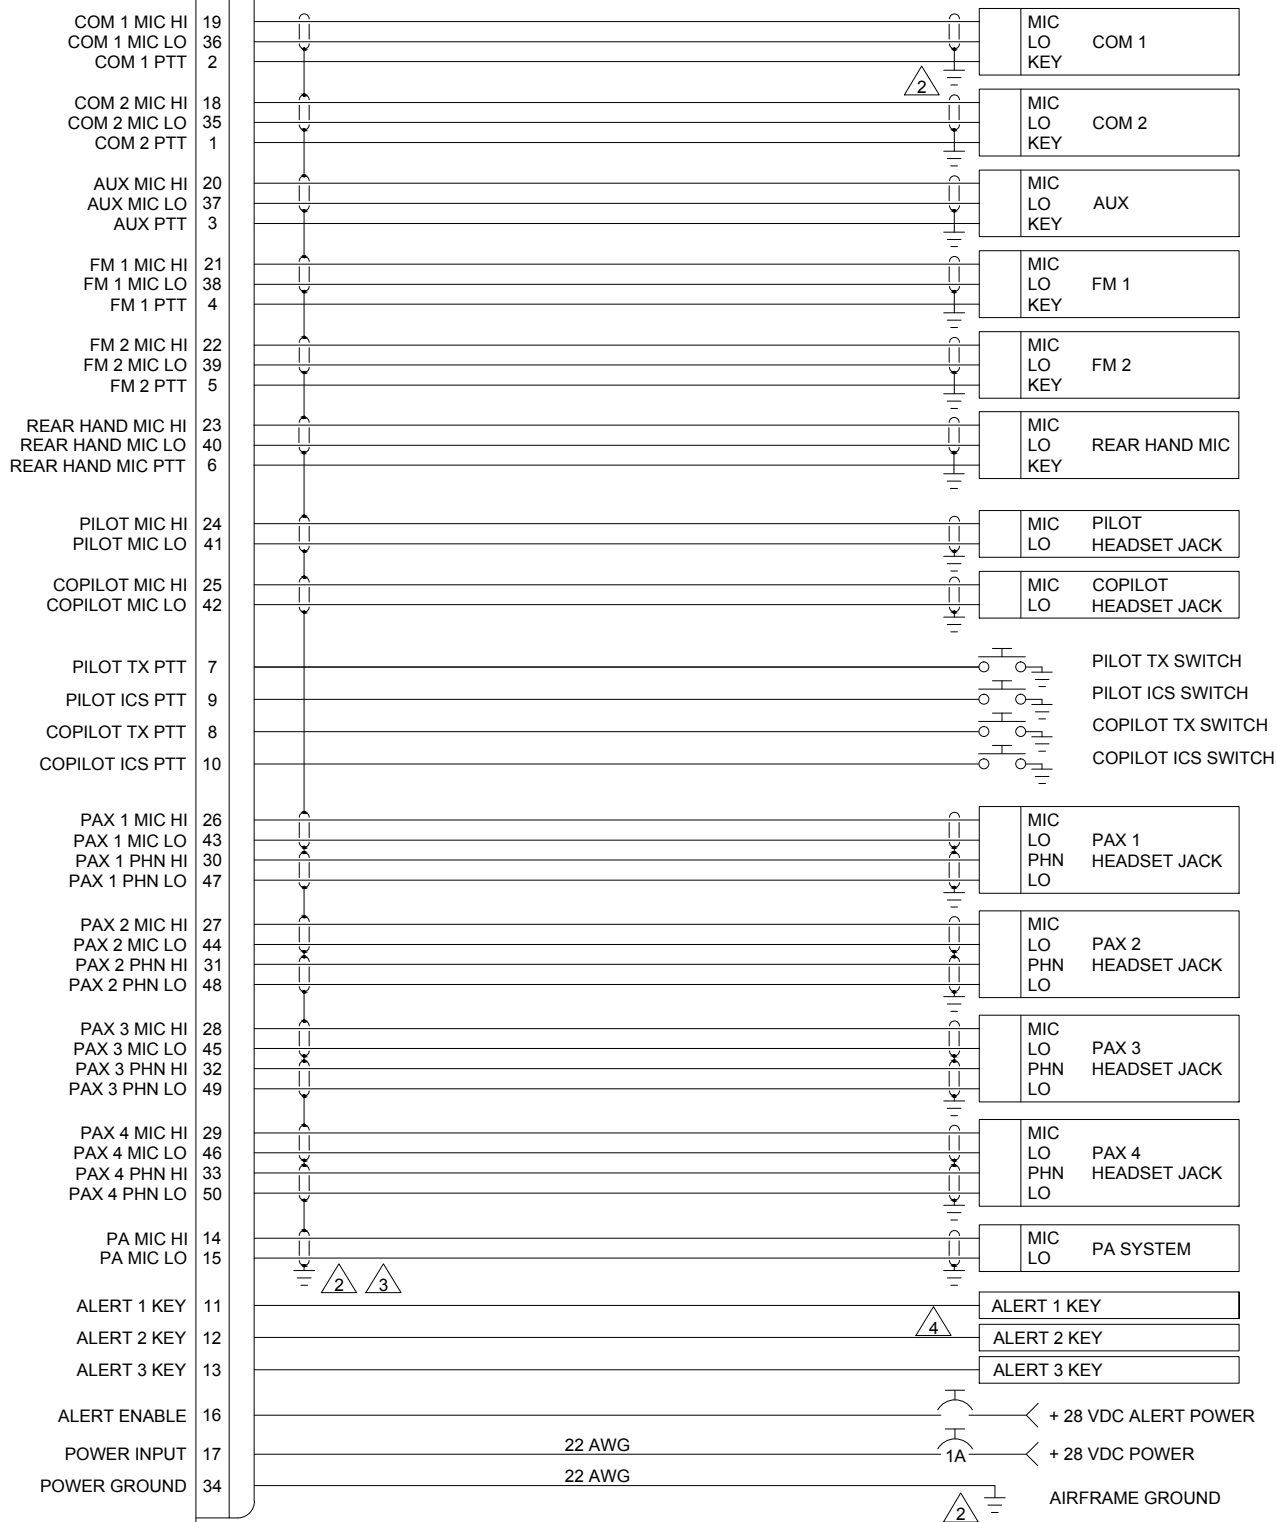 COM 1 MIC HI 19 MIC
COM 1 MIC LO 36 LO COM 1
COM 1 PTT 2 KEY
2
COM 2 MIC HI 18 MIC
COM 2 MIC LO 35 LO COM 2
COM 2 PTT 1 KEY
AUX MIC HI 20 MIC
AUX MIC LO 37 LO AUX
AUX PTT 3 KEY
FM 1 MIC HI 21 MIC
FM 1 MIC LO 38 LO FM 1
FM 1 PTT 4 KEY
FM 2 MIC HI 22 MIC
FM 2 MIC LO 39 LO FM 2
FM 2 PTT 5 KEY
REAR HAND MIC HI 23 MIC
REAR HAND MIC LO 40 LO REAR HAND MIC
REAR HAND MIC PTT 6 KEY
PILOT MIC HI 24 MIC PILOT
PILOT MIC LO 41 LO HEADSET JACK
COPILOT MIC HI 25 MIC COPILOT
COPILOT MIC LO 42 LO HEADSET JACK
PILOT TX PTT 7 PILOT TX SWITCH
PILOT ICS PTT 9 PILOT ICS SWITCH
COPILOT TX PTT 8 COPILOT TX SWITCH
COPILOT ICS PTT 10 COPILOT ICS SWITCH
PAX 1 MIC HI 26 MIC
PAX 1 MIC LO 43 LO PAX 1
PAX 1 PHN HI 30 PHN HEADSET JACK
PAX 1 PHN LO 47 LO
PAX 2 MIC HI 27 MIC
PAX 2 MIC LO 44 LO PAX 2
PAX 2 PHN HI 31 PHN HEADSET JACK
PAX 2 PHN LO 48 LO
PAX 3 MIC HI 28 MIC
PAX 3 MIC LO 45 LO PAX 3
PAX 3 PHN HI 32 PHN HEADSET JACK
PAX 3 PHN LO 49 LO
PAX 4 MIC HI 29 MIC
PAX 4 MIC LO 46 LO PAX 4
PAX 4 PHN HI 33 PHN HEADSET JACK
PAX 4 PHN LO 50 LO
PA MIC HI 14 MIC
PA MIC LO 15 LO PA SYSTEM
2 3
ALERT 1 KEY 11 ALERT 1 KEY
4
ALERT 2 KEY 12 ALERT 2 KEY
ALERT 3 KEY 13 ALERT 3 KEY
ALERT ENABLE 16 + 28 VDC ALERT POWER
POWER INPUT 17 22 AWG 1A + 28 VDC POWER
POWER GROUND 34 22 AWG AIRFRAME GROUND
2